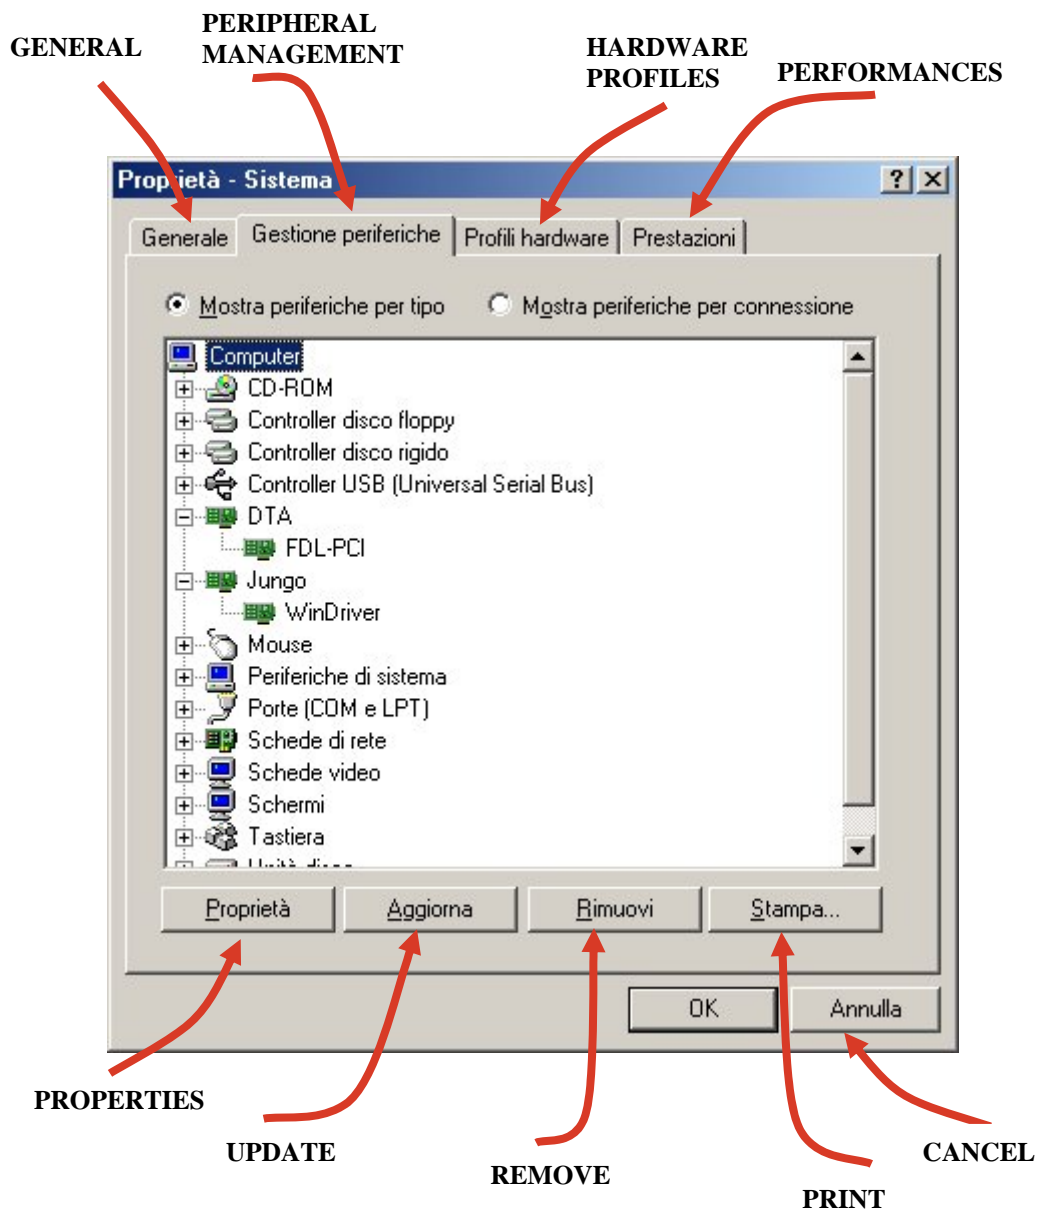 PERIPHERAL
MANAGEMENT
GENERAL
HARDWARE
PROFILES
PERFORMANCES
Proprietà - Sistema
Generale
Gestione periferiche
Profili hardware
Prestazioni
Mostra periferiche per tipo
Mostra periferiche per connessione
Computer
CD-ROM
Controller disco floppy
Controller disco rigido
Controller USB (Universal Serial Bus)
DTA
FDL-PCI
Jungo
WinDriver
Mouse
Periferiche di sistema
Porte (COM e LPT)
Schede di rete
Schede video
Schermi
Tastiera
Unità disco
Proprietà
Aggiorna
Rimuovi
Stampa...
OK
Annulla
PROPERTIES
UPDATE
REMOVE
PRINT
CANCEL